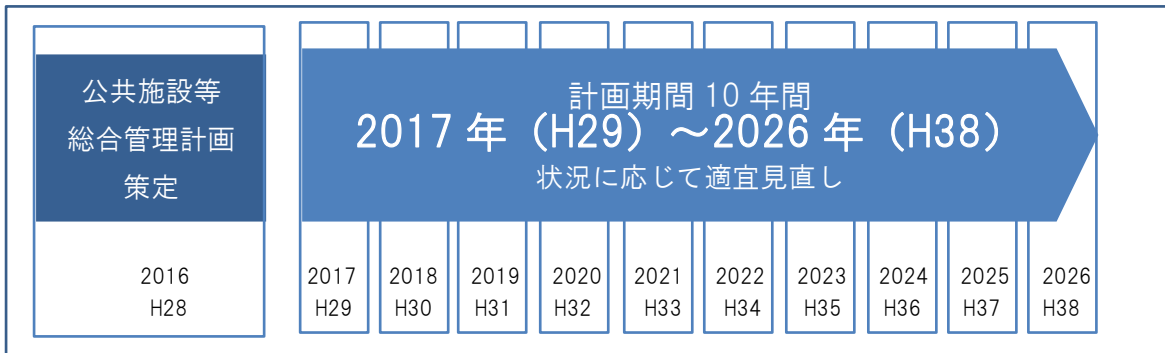 公共施設等
総合管理計画
策定
計画期間 10 年間
2017 年（H29）～2026 年（H38）
状況に応じて適宜見直し
2016 2017 2018 2019 2020 2021 2022 2023 2024 2025 2026
H28 H29 H30 H31 H32 H33 H34 H35 H36 H37 H38